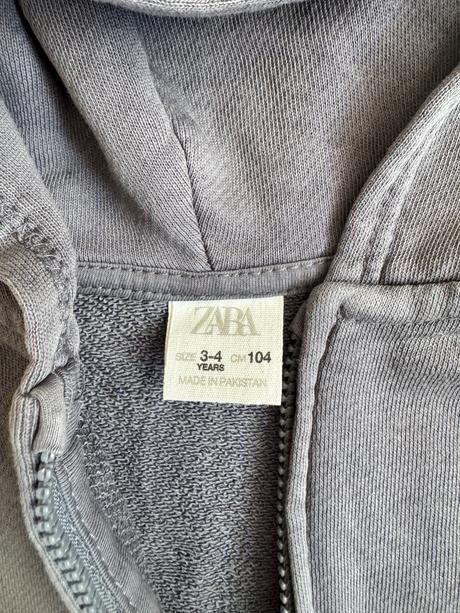 ZARA
SIZE 3-4 CM 104
YEARS
MADE IN PAKISTAN